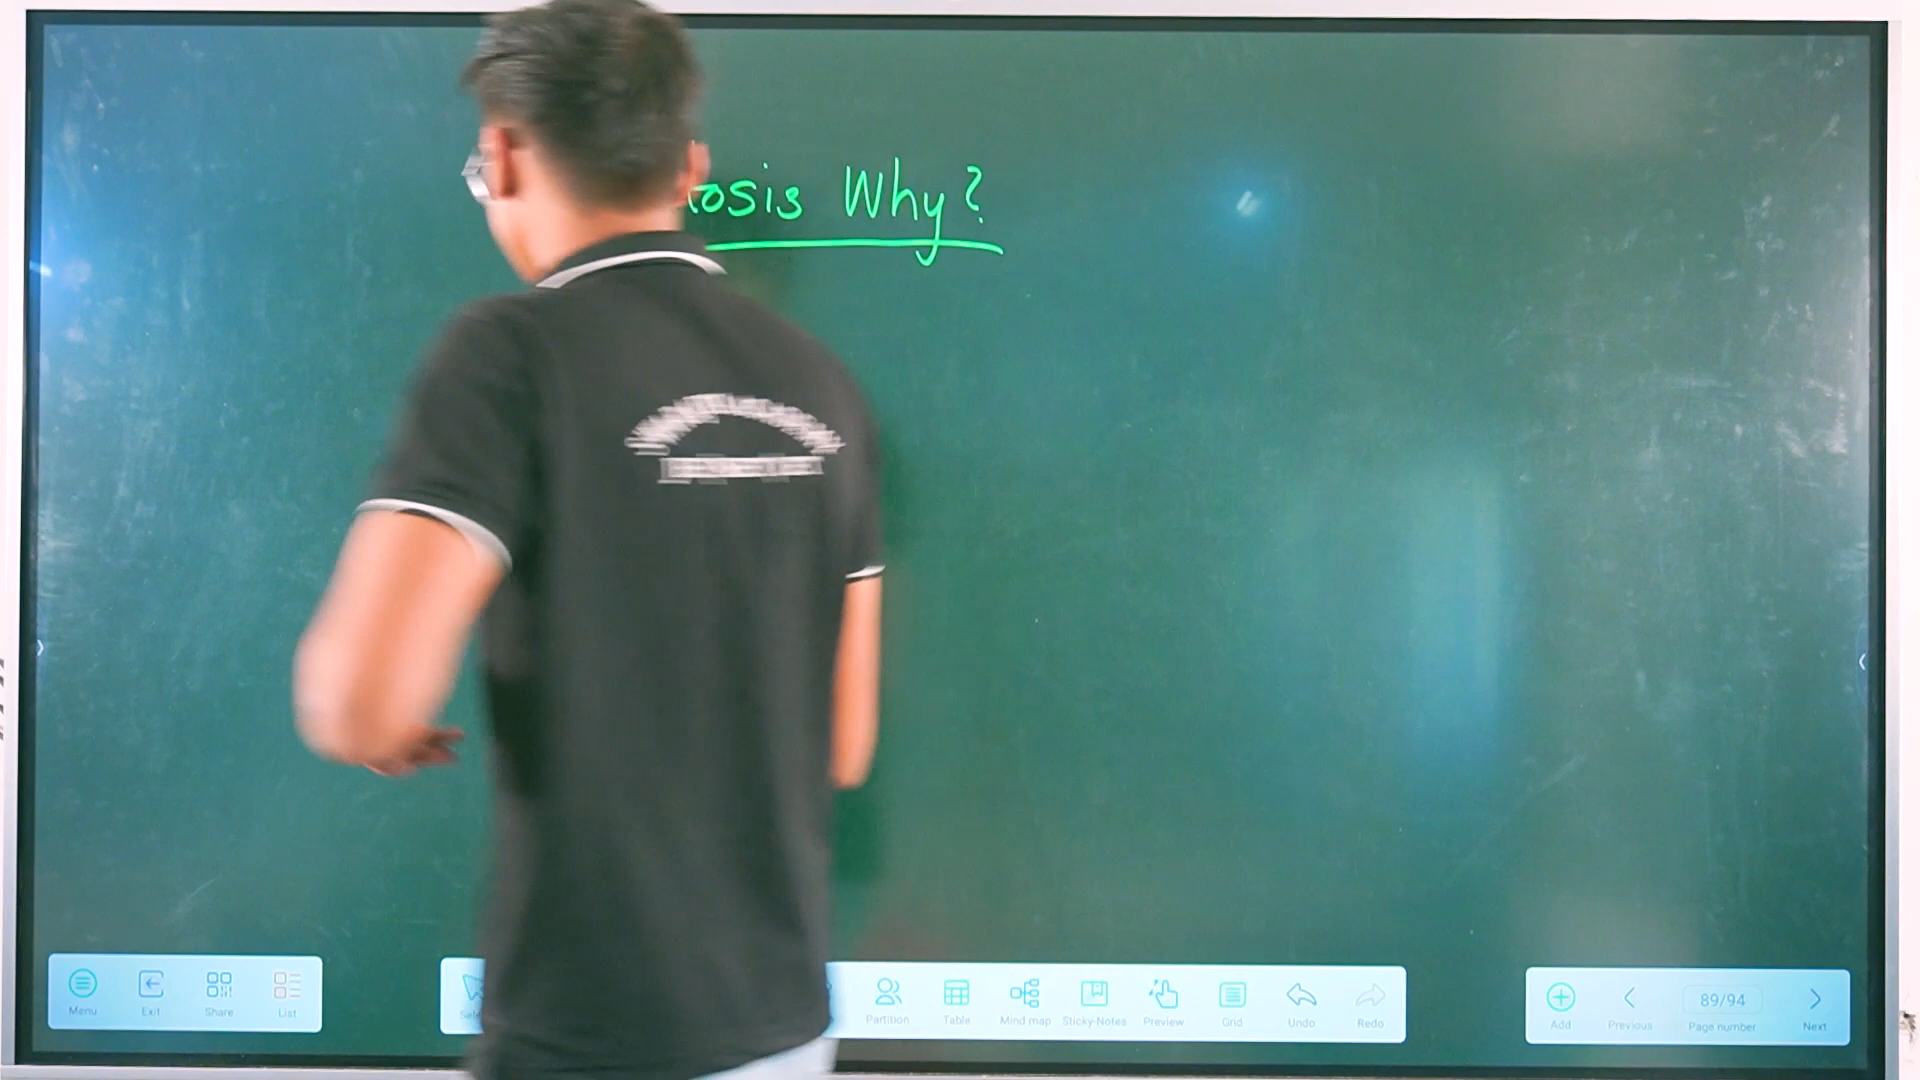 Why?
Menu
Exit
Share
List
Partition
Table
Mind map
Sticky-Notes
Preview
Grid
Undo
Redo
Add
Previous
89/94
Page number
Next